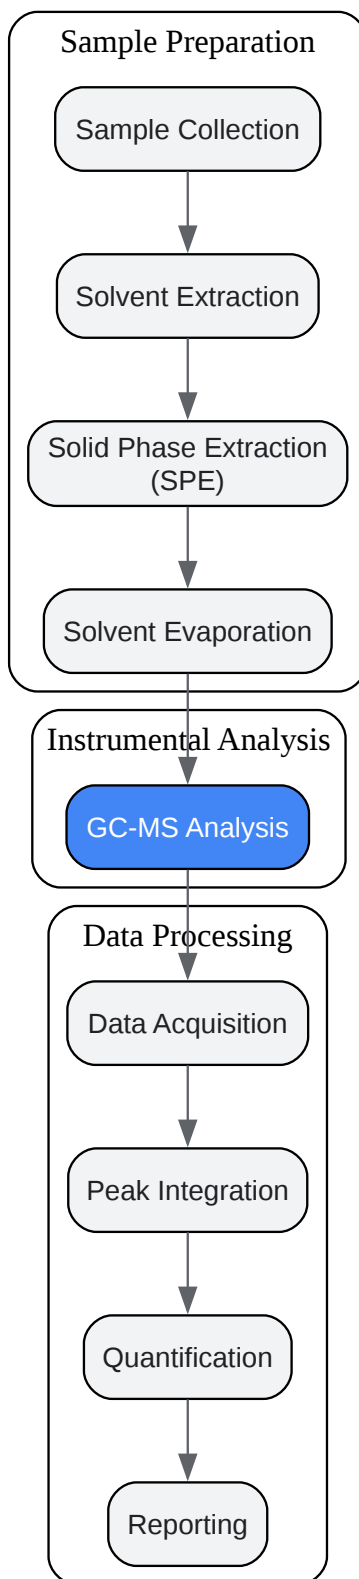 Sample Preparation
Sample Collection
Solvent Extraction
Solid Phase Extraction
(SPE)
Solvent Evaporation
Instrumental Analysis
GC-MS Analysis
Data Processing
Data Acquisition
Peak Integration
Quantification
Reporting